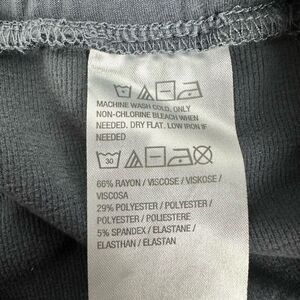 MACHINE WASH COLD, ONLY
NON-CHLORINE BLEACH WHEN
NEEDED. DRY FLAT. LOW IRON IF
NEEDED
30
66% RAYON / VISCOSE / VISKOSE /
VISCOSA
29% POLYESTER / POLYESTER /
POLYESTER / POLIESTERE
5% SPANDEX / ELASTANE /
ELASTHAN / ELASTAN